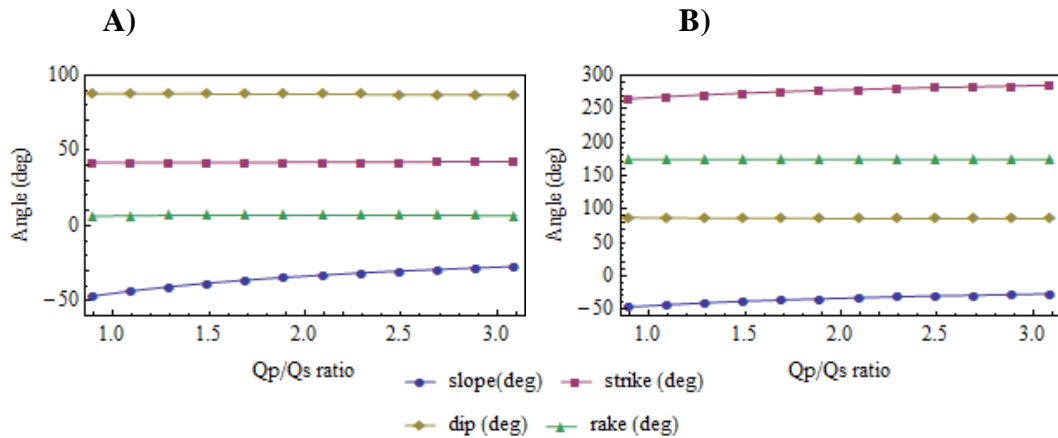 A)
B)
100
50
0
−50
Angle (deg)
1.0 1.5 2.0 2.5 3.0
Qp/Qs ratio
300
250
200
150
100
50
0
−50
Angle (deg)
1.0 1.5 2.0 2.5 3.0
Qp/Qs ratio
slope(deg) strike (deg)
dip (deg) rake (deg)